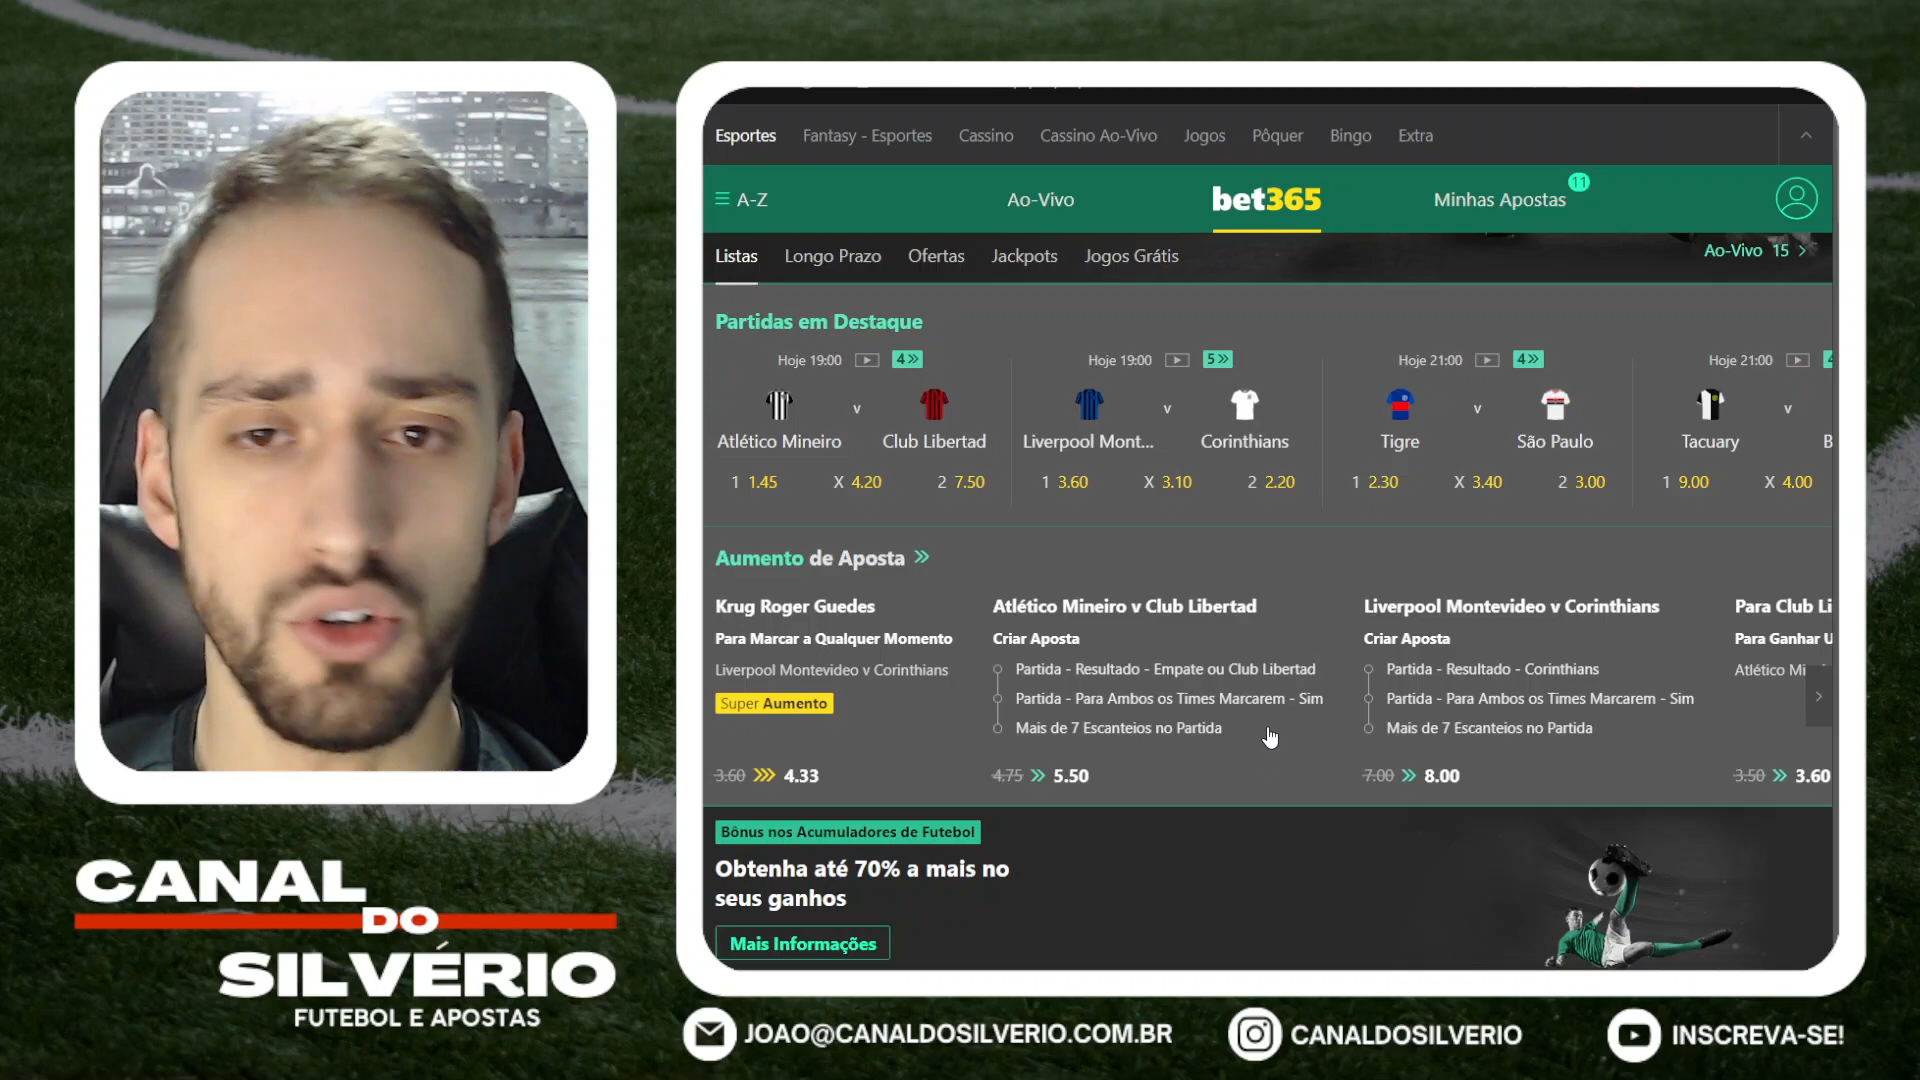 Esportes Fantasy - Esportes Cassino Cassino Ao-Vivo Jogos Pôquer Bingo Extra
A-Z Ao-Vivo bet365 Minhas Apostas 11
Listas Longo Prazo Ofertas Jackpots Jogos Grátis Ao-Vivo 15
Partidas em Destaque
Hoje 19:00 4 Hoje 19:00 5 Hoje 21:00 4 Hoje 21:00
v v v v
Atlético Mineiro Club Libertad Liverpool Mont... Corinthians Tigre São Paulo Tacuary
1 1.45 X 4.20 2 7.50 1 3.60 X 3.10 2 2.20 1 2.30 X 3.40 2 3.00 1 9.00 X 4.00
Aumento de Aposta
Krug Roger Guedes
Para Marcar a Qualquer Momento
Liverpool Montevideo v Corinthians
Super Aumento
3.60 4.33
Atlético Mineiro v Club Libertad
Criar Aposta
Partida - Resultado - Empate ou Club Libertad
Partida - Para Ambos os Times Marcarem - Sim
Mais de 7 Escanteios no Partida
4.75 5.50
Liverpool Montevideo v Corinthians
Criar Aposta
Partida - Resultado - Corinthians
Partida - Para Ambos os Times Marcarem - Sim
Mais de 7 Escanteios no Partida
7.00 8.00
Para Club Li
Para Ganhar U
Atlético Mi
3.50 3.60
Bônus nos Acumuladores de Futebol
Obtenha até 70% a mais no
seus ganhos
Mais Informações
CANAL
DO
SILVÉRIO
FUTEBOL E APOSTAS
JOAO@CANALDOSILVERIO.COM.BR CANALDOSILVERIO INSCREVA-SE!